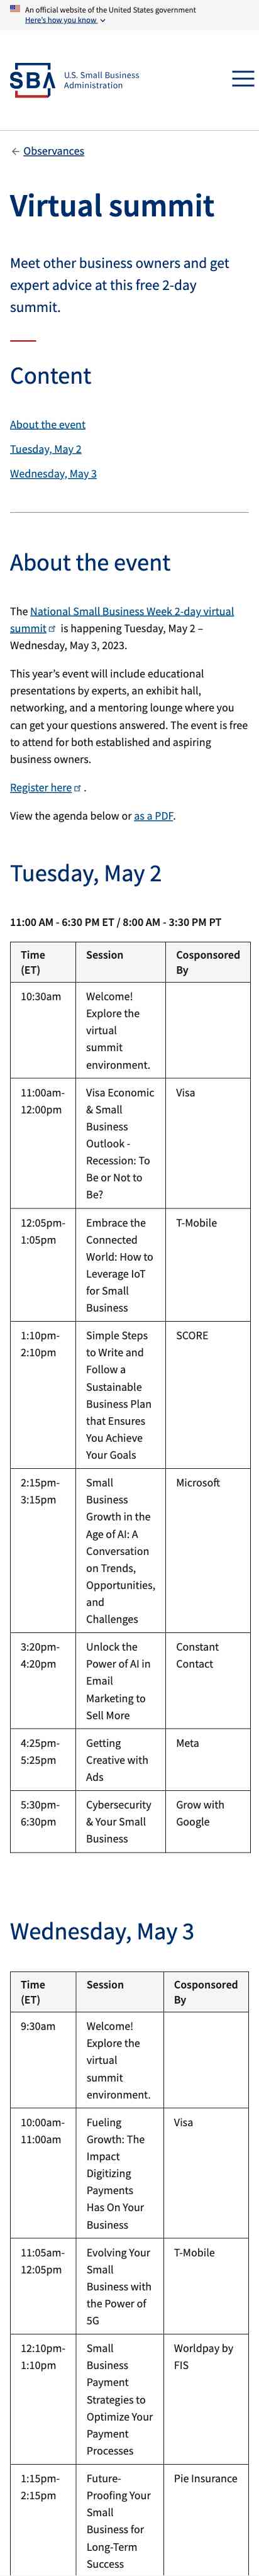 An official website of the United States government
Here's how you know
SBA
U.S. Small Business
Administration
Observances
Virtual summit
Meet other business owners and get
expert advice at this free 2-day
summit.
Content
About the event
Tuesday, May 2
Wednesday, May 3
About the event
The National Small Business Week 2-day virtual
summit is happening Tuesday, May 2 –
Wednesday, May 3, 2023.
This year's event will include educational
presentations by experts, an exhibit hall,
networking, and a mentoring lounge where you
can get your questions answered. The event is free
to attend for both established and aspiring
business owners.
Register here .
View the agenda below or as a PDF.
Tuesday, May 2
11:00 AM - 6:30 PM ET / 8:00 AM - 3:30 PM PT
Time
(ET)
Session
Cosponsored
By
10:30am
Welcome!
Explore the
virtual
summit
environment.
11:00am-
12:00pm
Visa Economic
& Small
Business
Outlook -
Recession: To
Be or Not to
Be?
Visa
12:05pm-
1:05pm
Embrace the
Connected
World: How to
Leverage IoT
for Small
Business
T-Mobile
1:10pm-
2:10pm
Simple Steps
to Write and
Follow a
Sustainable
Business Plan
that Ensures
You Achieve
Your Goals
SCORE
2:15pm-
3:15pm
Small
Business
Growth in the
Age of AI: A
Conversation
on Trends,
Opportunities,
and
Challenges
Microsoft
3:20pm-
4:20pm
Unlock the
Power of AI in
Email
Marketing to
Sell More
Constant
Contact
4:25pm-
5:25pm
Getting
Creative with
Ads
Meta
5:30pm-
6:30pm
Cybersecurity
& Your Small
Business
Grow with
Google
Wednesday, May 3
Time
(ET)
Session
Cosponsored
By
9:30am
Welcome!
Explore the
virtual
summit
environment.
10:00am-
11:00am
Fueling
Growth: The
Impact
Digitizing
Payments
Has On Your
Business
Visa
11:05am-
12:05pm
Evolving Your
Small
Business with
the Power of
5G
T-Mobile
12:10pm-
1:10pm
Small
Business
Payment
Strategies to
Optimize Your
Payment
Processes
Worldpay by
FIS
1:15pm-
2:15pm
Future-
Proofing Your
Small
Business for
Long-Term
Success
Pie Insurance